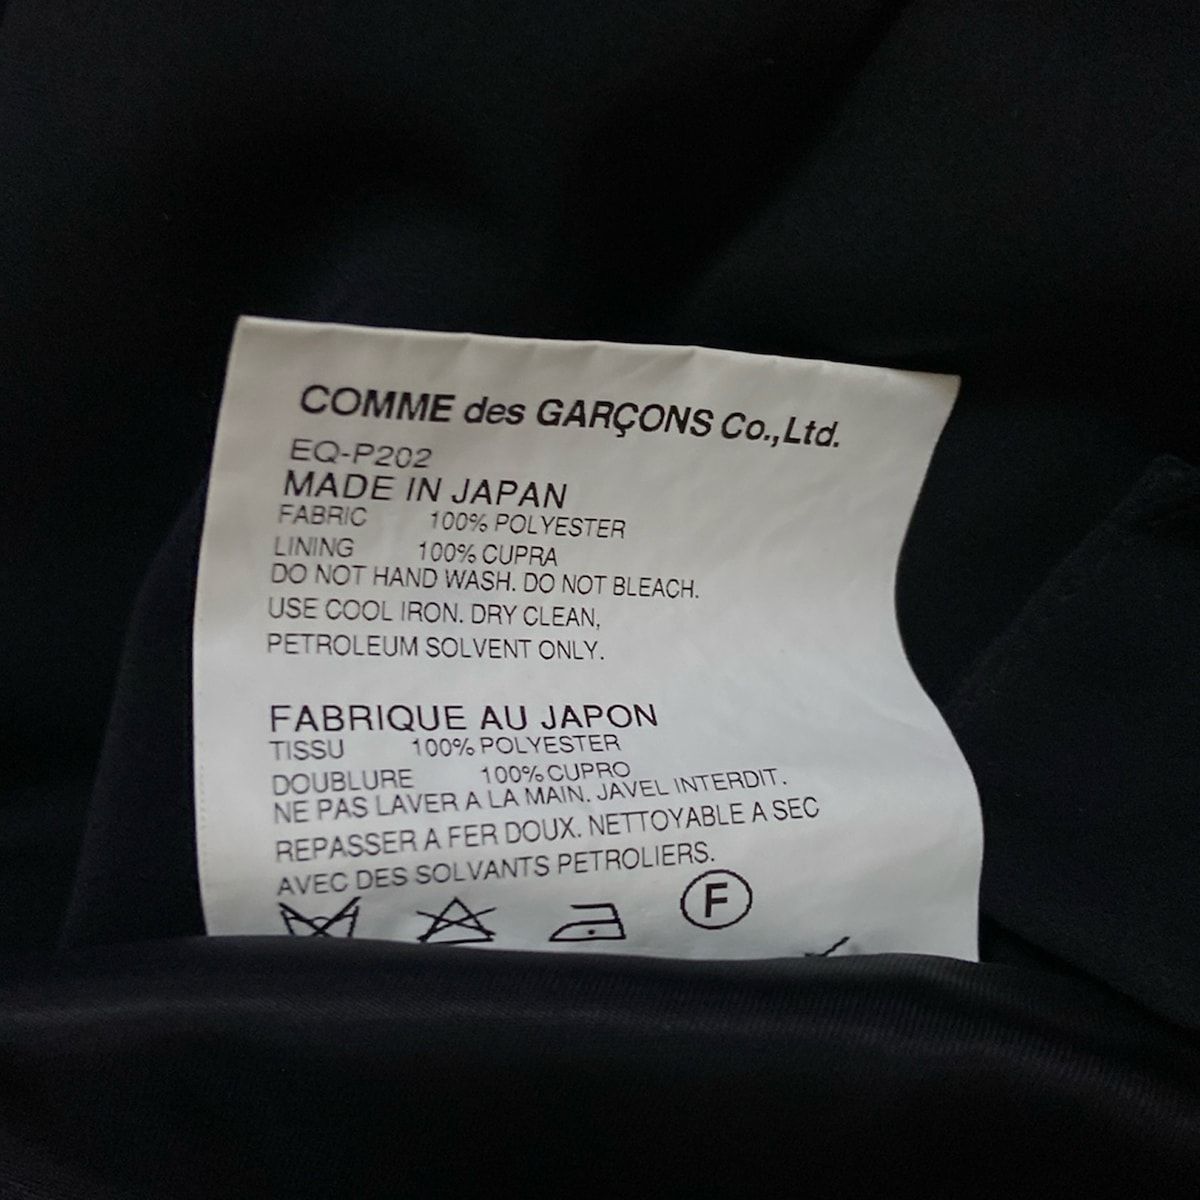 COMME des GARÇONS Co.,Ltd.
EQ-P202
MADE IN JAPAN
FABRIC 100% POLYESTER
LINING 100% CUPRA
DO NOT HAND WASH. DO NOT BLEACH.
USE COOL IRON. DRY CLEAN,
PETROLEUM SOLVENT ONLY.
FABRIQUE AU JAPON
TISSU 100% POLYESTER
DOUBLURE 100% CUPRO
NE PAS LAVER A LA MAIN. JAVEL INTERDIT.
REPASSER A FER DOUX. NETTOYABLE A SEC
AVEC DES SOLVANTS PETROLIERS.
F